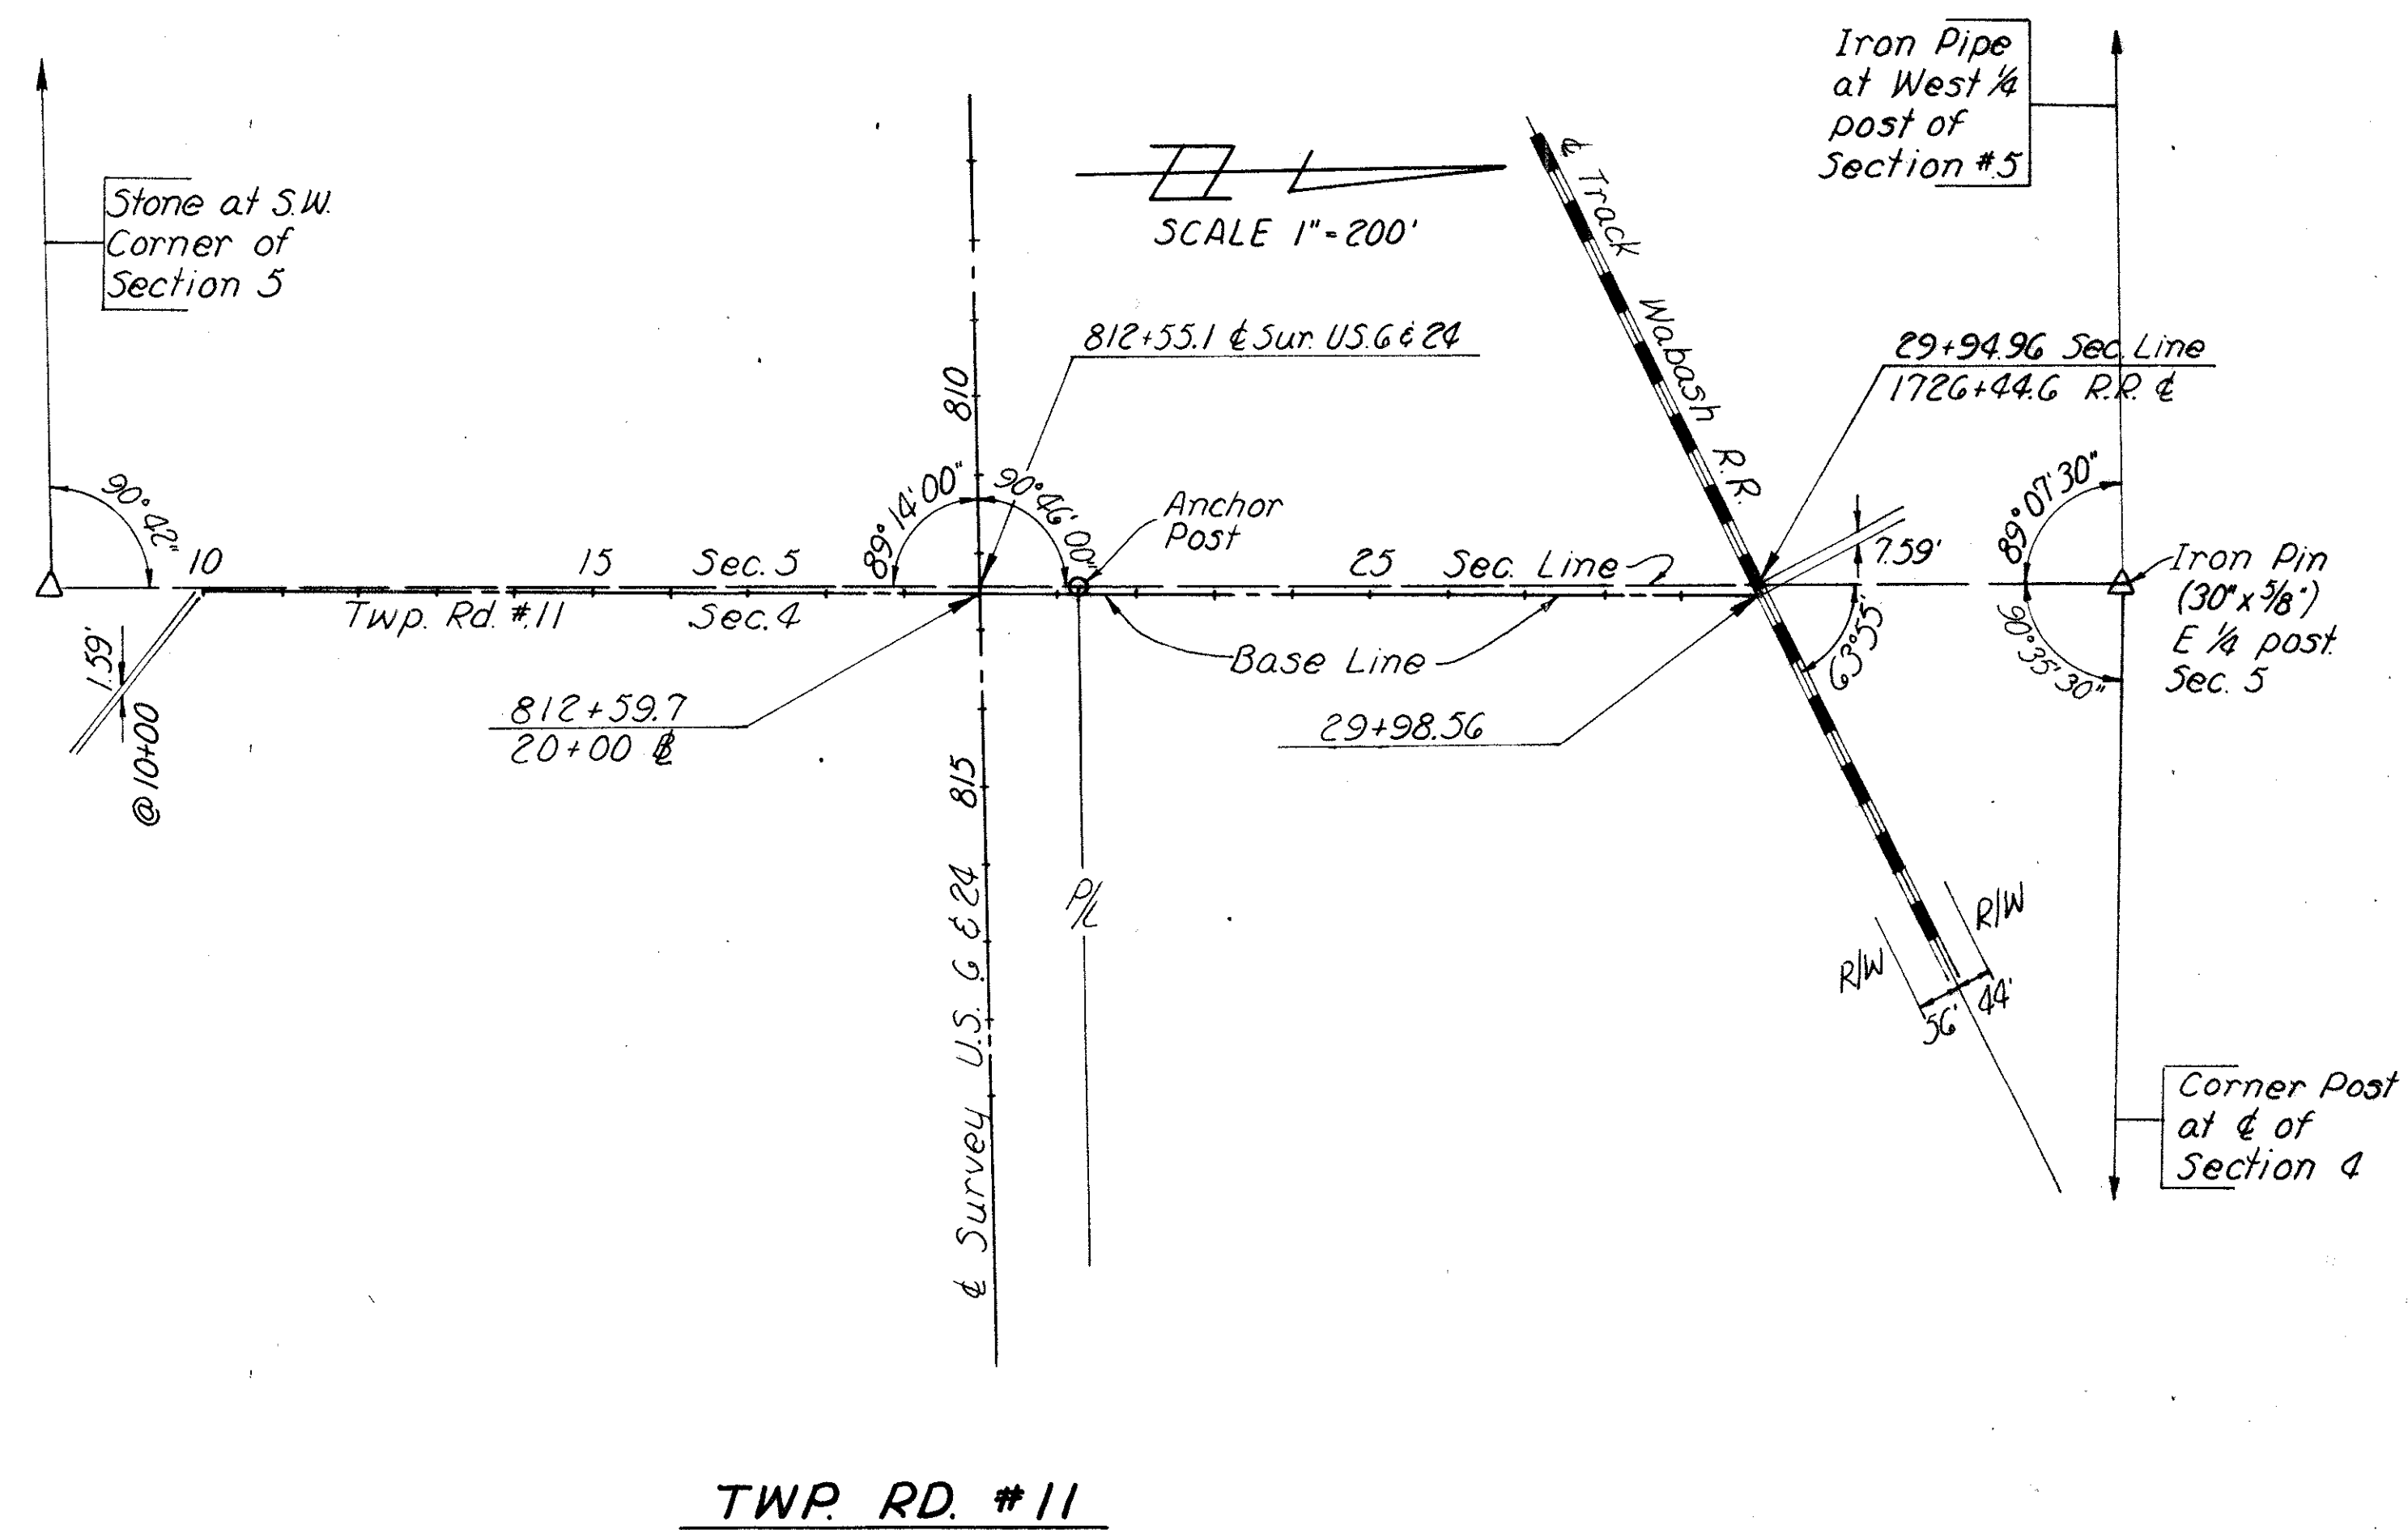 Iron Pipe
at West 1/4
post of
Section #5
Stone at S.W.
Corner of
Section 5
SCALE 1"=200'
℄ Track Wabash R.R.
812+55.1 ℄ Sur. US.6 & 24
29+94.96 Sec. Line
1726+44.6 R.R. ℄
810
90°42"
89°14'00"
90°46'00"
Anchor
Post
89°07'30"
10
15
Sec. 5
25
Sec. Line
7.59'
Iron Pin
(30" x 5/8")
E 1/4 post.
Sec. 5
Twp. Rd. #11
Sec. 4
Base Line
63°55'
90°35'30"
1.59'
@ 10+00
812+59.7
20+00 ⅊
29+98.56
815
℄ Survey U.S. 6 & 24
P/L
R/W
R/W
56'
44'
Corner Post
at ℄ of
Section 4
TWP. RD. #11